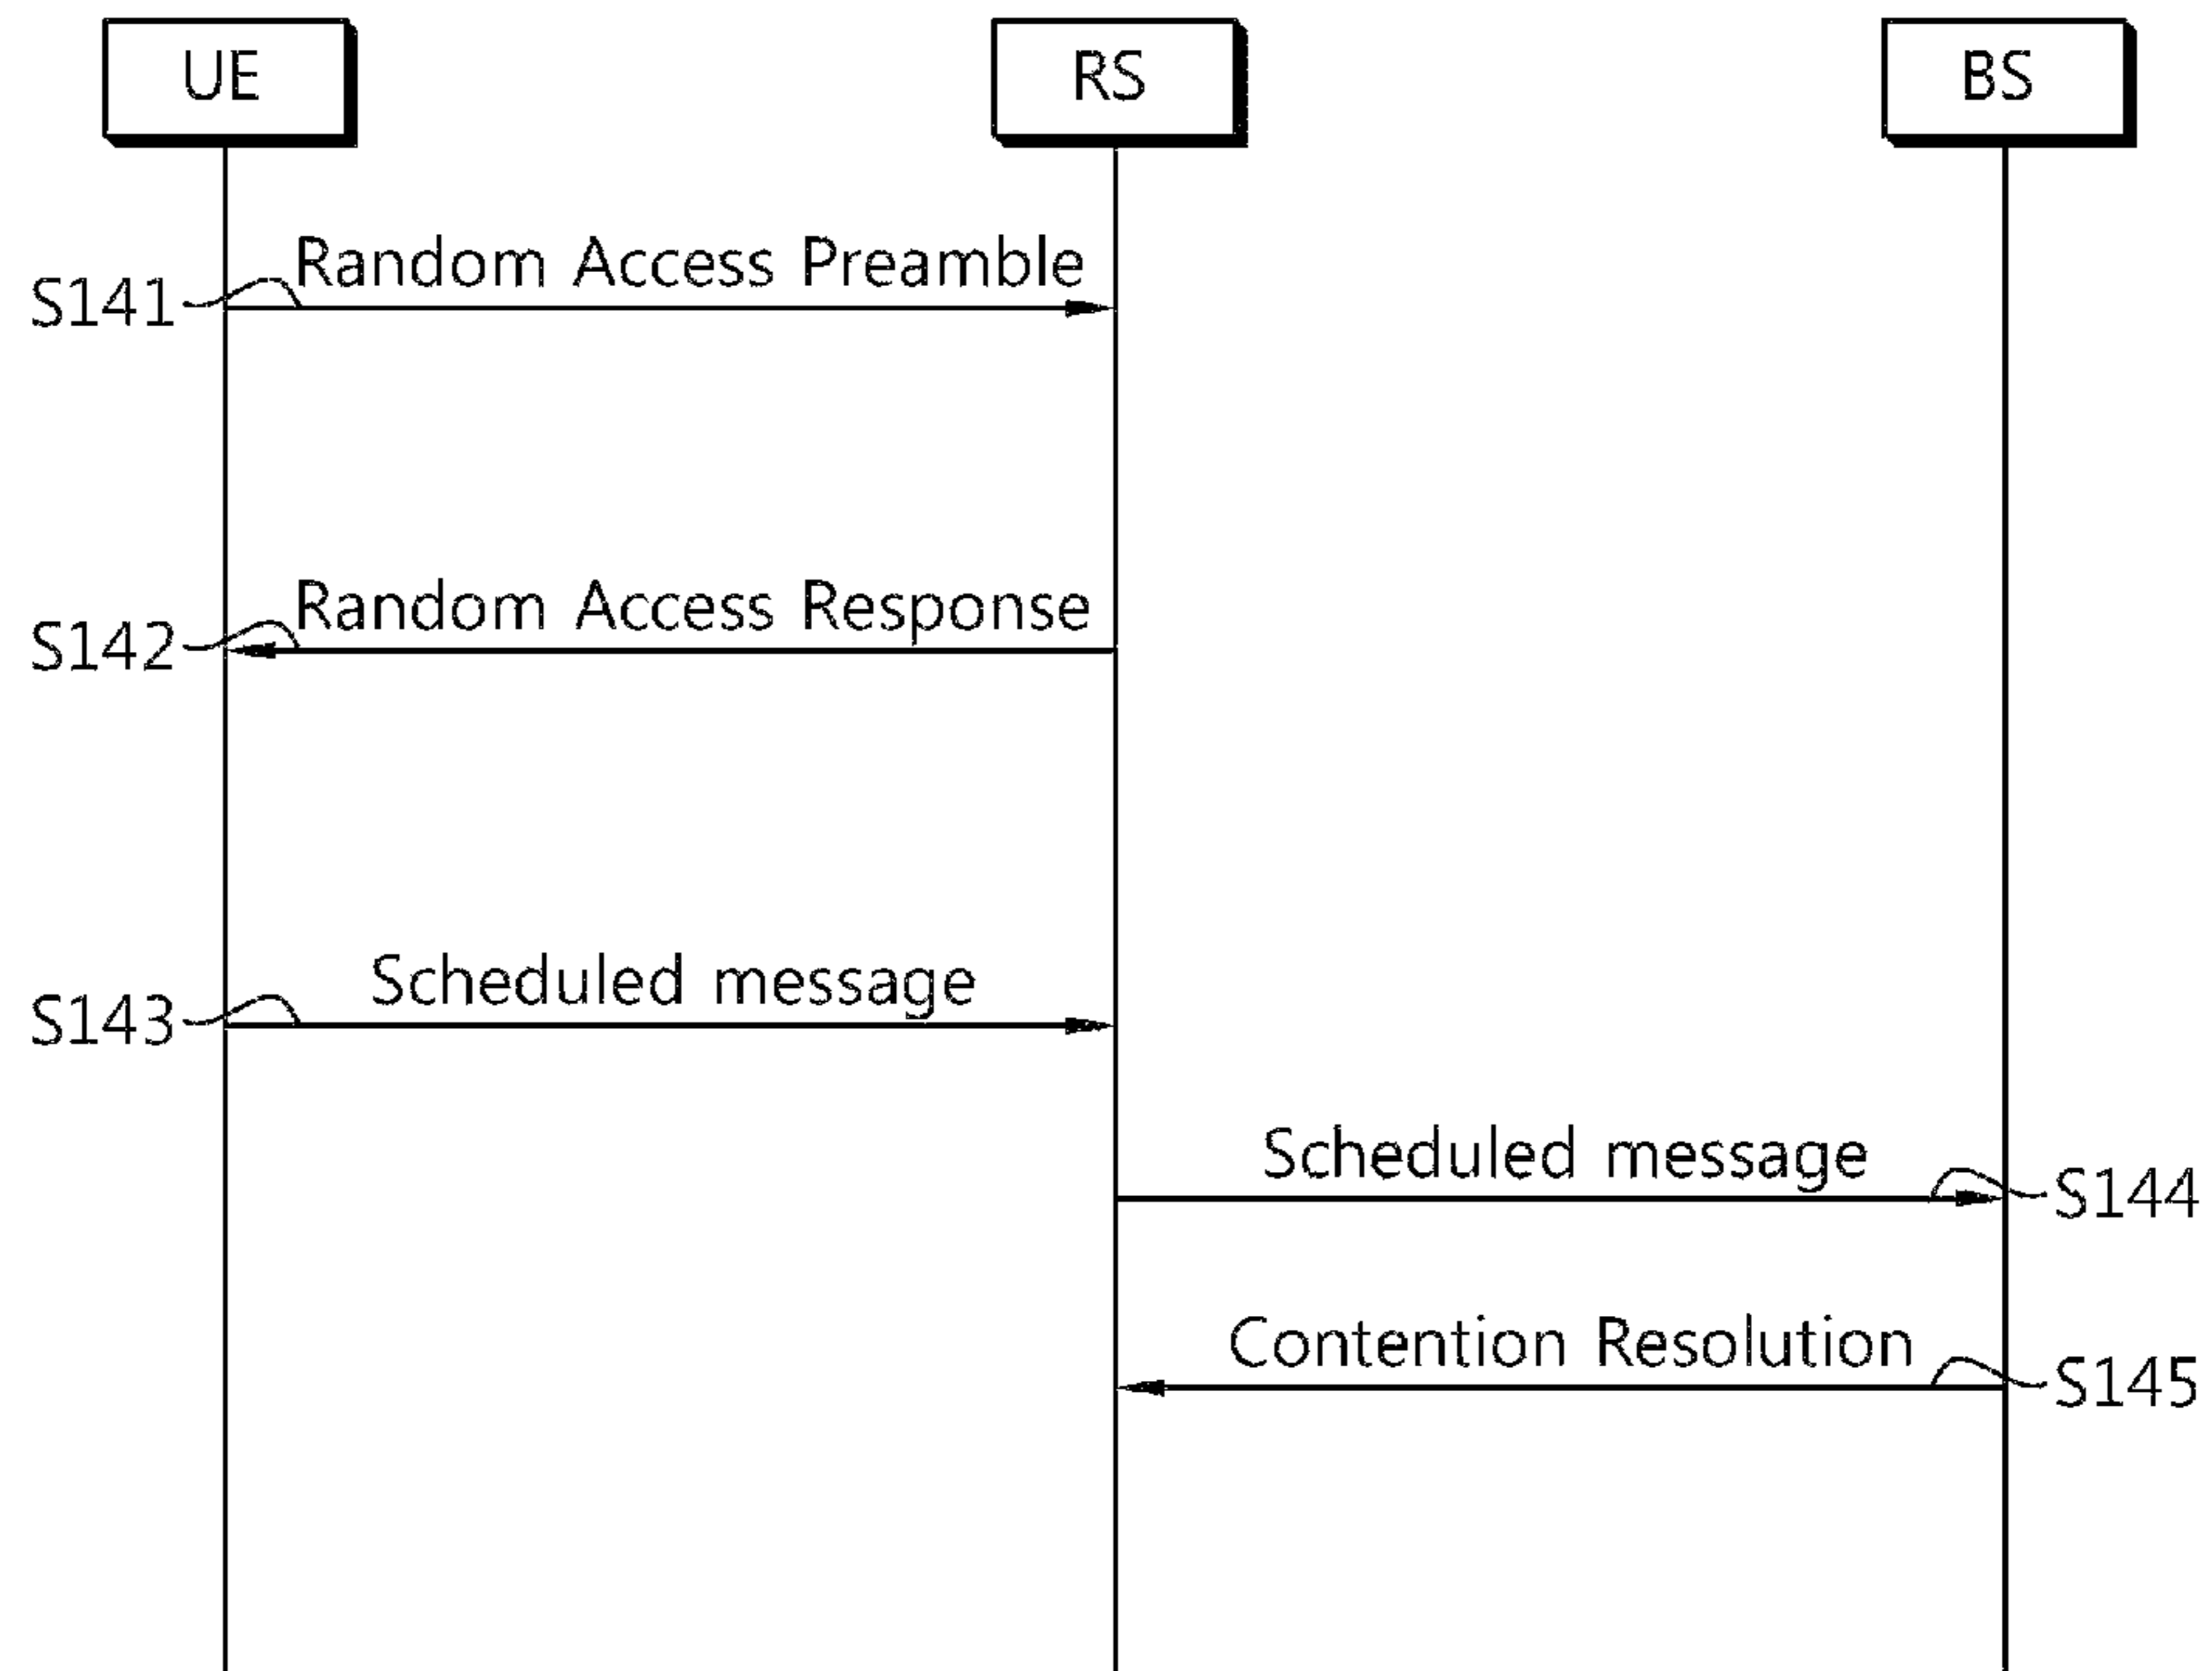 UE
RS
BS
Random Access Preamble
S141
Random Access Response
S142
Scheduled message
S143
Scheduled message
S144
Contention Resolution
S145